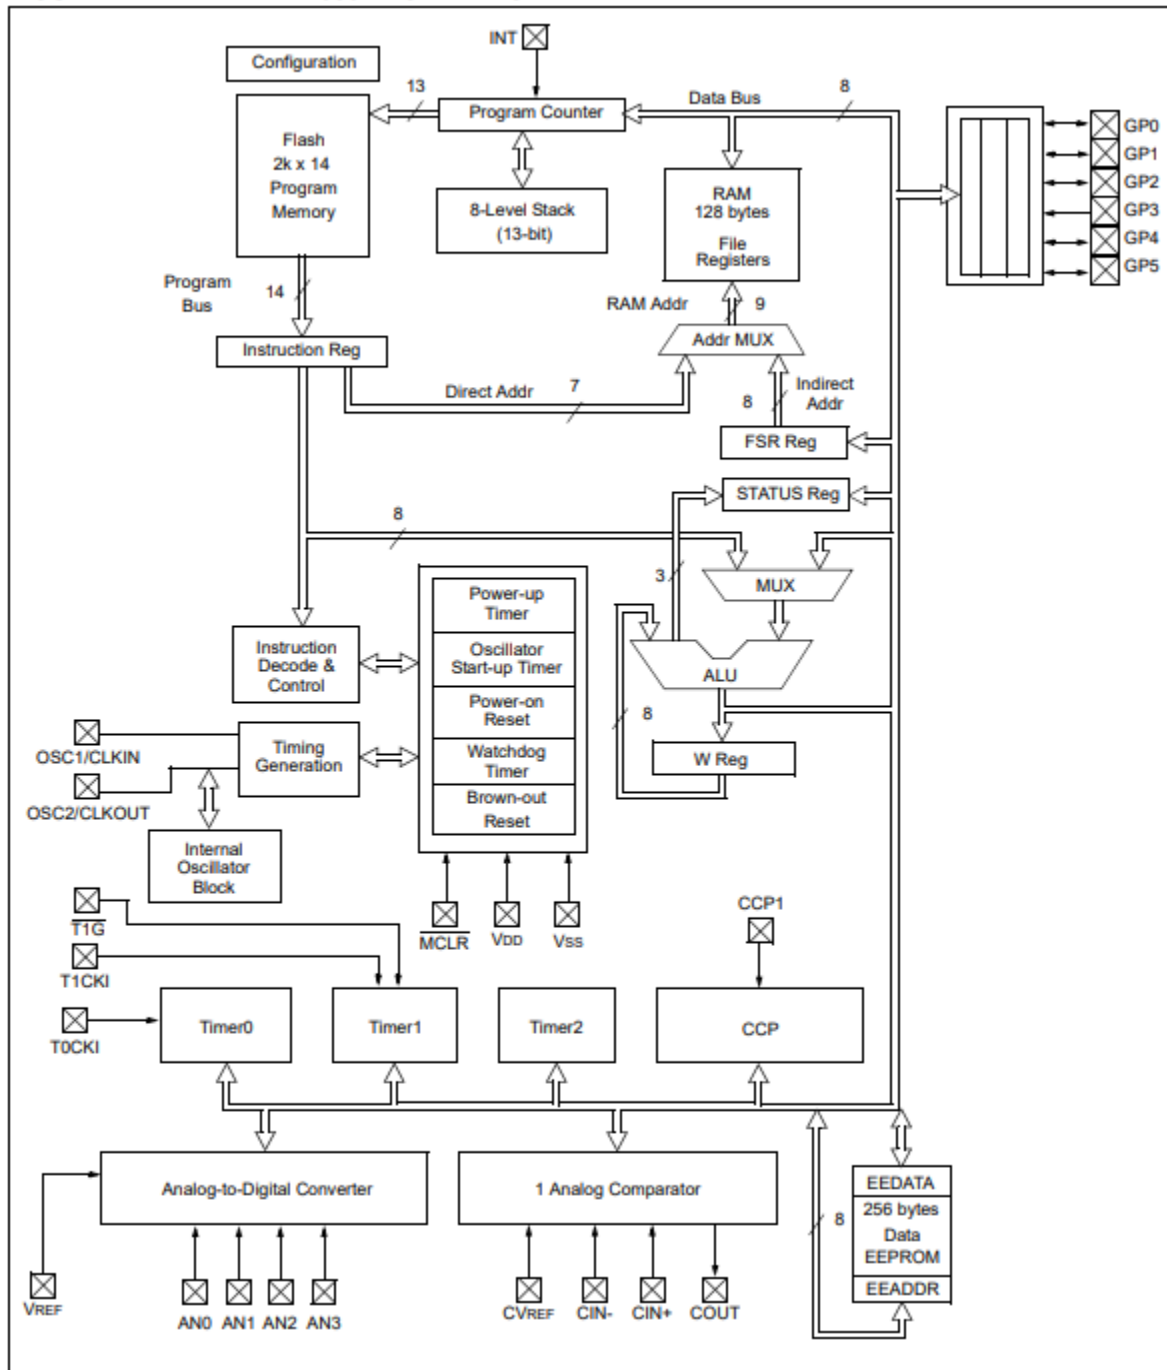 INT
Configuration
13
Program Counter
Data Bus
8
Flash
2k x 14
Program
Memory
8-Level Stack
(13-bit)
RAM
128 bytes
File
Registers
GP0
GP1
GP2
GP3
GP4
GP5
Program
Bus
14
RAM Addr
9
Addr MUX
Instruction Reg
Direct Addr
7
8
Indirect
Addr
FSR Reg
STATUS Reg
8
3
MUX
Power-up
Timer
Oscillator
Start-up Timer
Power-on
Reset
Watchdog
Timer
Brown-out
Reset
Instruction
Decode &
Control
ALU
8
W Reg
OSC1/CLKIN
Timing
Generation
OSC2/CLKOUT
Internal
Oscillator
Block
T1G
MCLR
VDD
VSS
CCP1
T1CKI
T0CKI
Timer0
Timer1
Timer2
CCP
Analog-to-Digital Converter
1 Analog Comparator
EEDATA
256 bytes
Data
EEPROM
EEADDR
8
VREF
AN0
AN1
AN2
AN3
CVREF
CIN-
CIN+
COUT